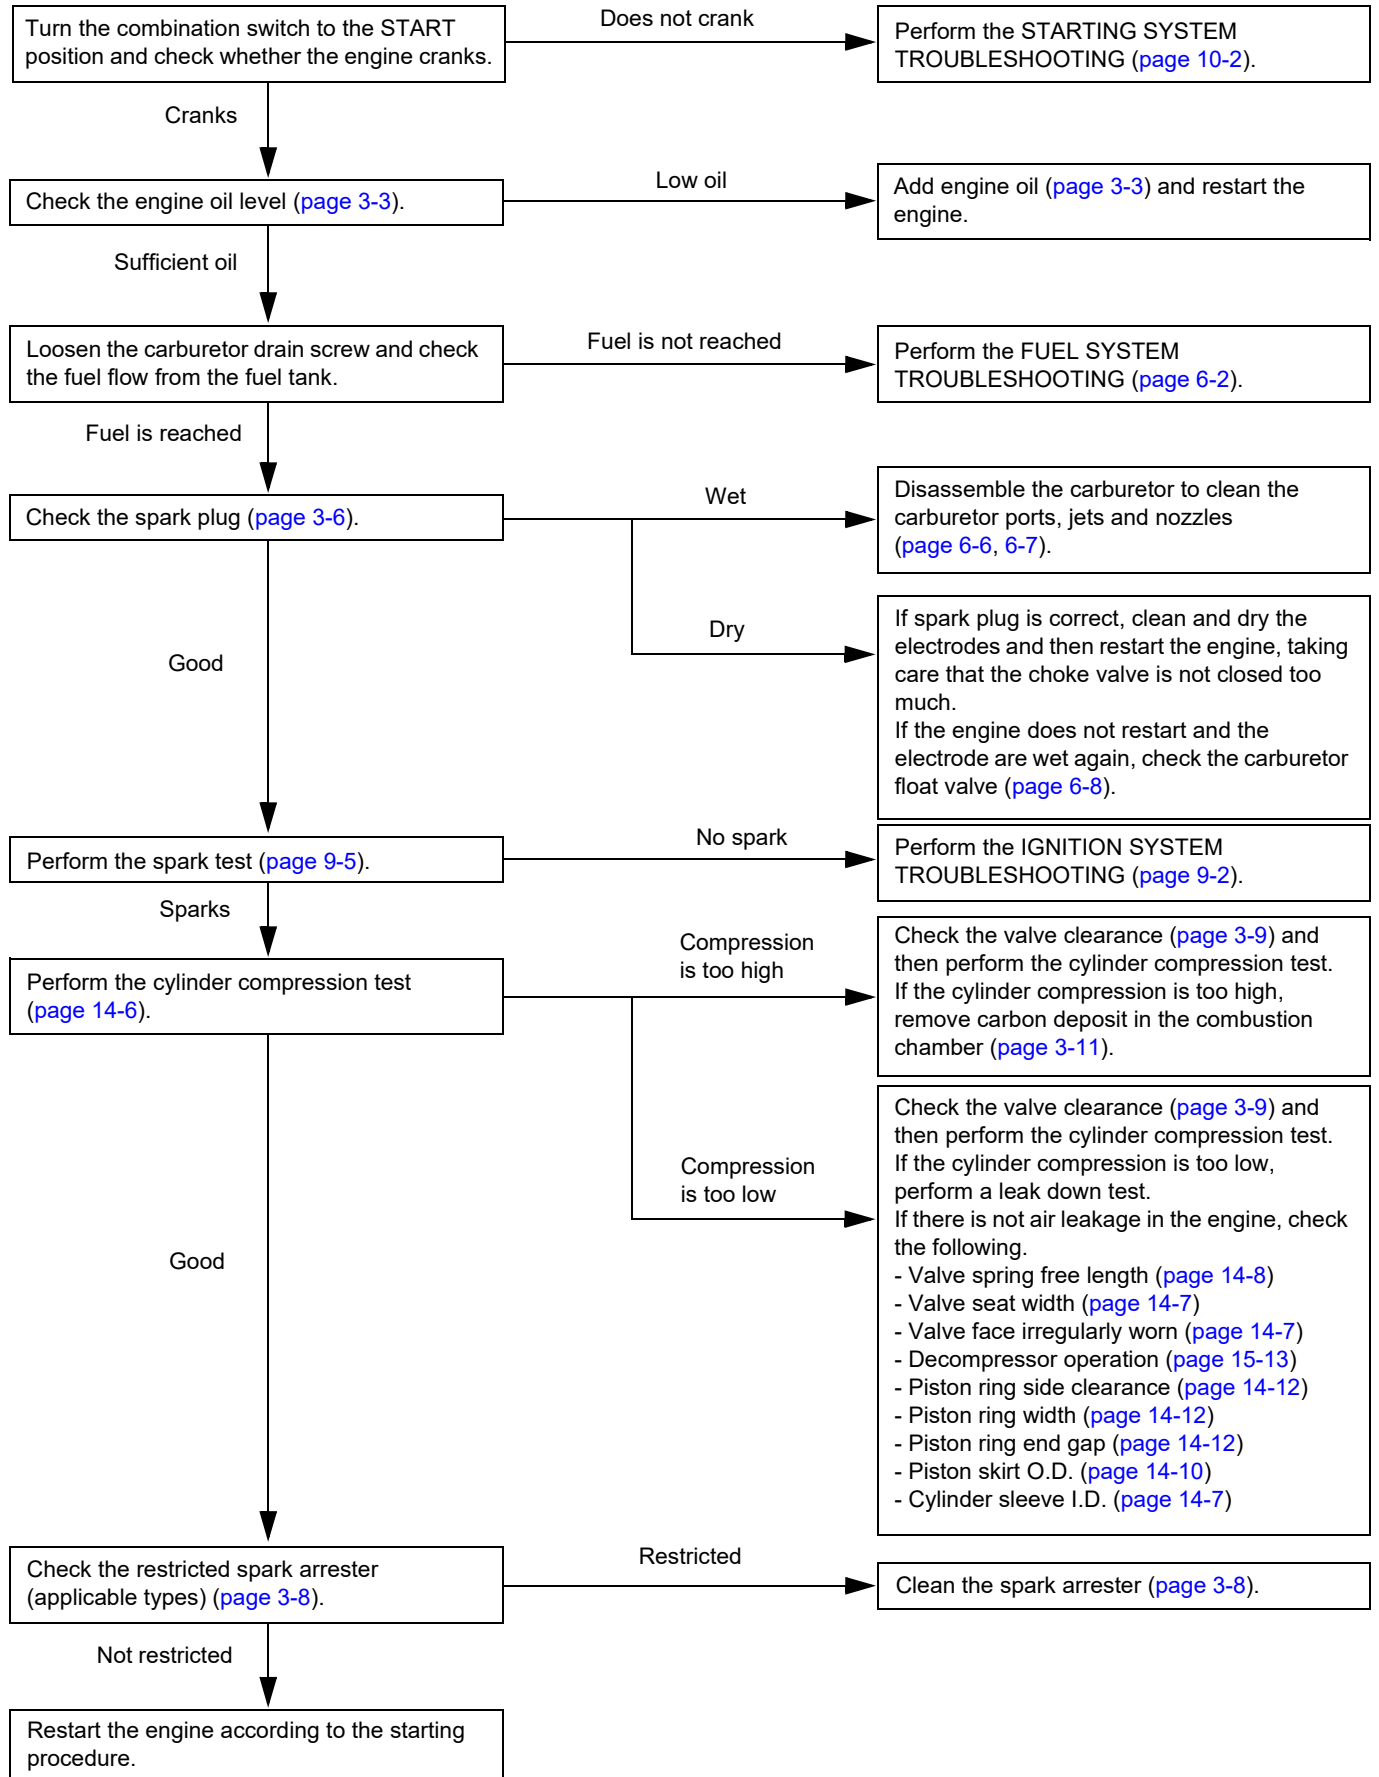 Turn the combination switch to the START
position and check whether the engine cranks.
Does not crank
Perform the STARTING SYSTEM
TROUBLESHOOTING (page 10-2).
Cranks
Check the engine oil level (page 3-3).
Low oil
Add engine oil (page 3-3) and restart the
engine.
Sufficient oil
Loosen the carburetor drain screw and check
the fuel flow from the fuel tank.
Fuel is not reached
Perform the FUEL SYSTEM
TROUBLESHOOTING (page 6-2).
Fuel is reached
Check the spark plug (page 3-6).
Wet
Disassemble the carburetor to clean the
carburetor ports, jets and nozzles
(page 6-6, 6-7).
Dry
If spark plug is correct, clean and dry the
electrodes and then restart the engine, taking
care that the choke valve is not closed too
much.
If the engine does not restart and the
electrode are wet again, check the carburetor
float valve (page 6-8).
Good
Perform the spark test (page 9-5).
No spark
Perform the IGNITION SYSTEM
TROUBLESHOOTING (page 9-2).
Sparks
Perform the cylinder compression test
(page 14-6).
Compression
is too high
Check the valve clearance (page 3-9) and
then perform the cylinder compression test.
If the cylinder compression is too high,
remove carbon deposit in the combustion
chamber (page 3-11).
Compression
is too low
Check the valve clearance (page 3-9) and
then perform the cylinder compression test.
If the cylinder compression is too low,
perform a leak down test.
If there is not air leakage in the engine, check
the following.
- Valve spring free length (page 14-8)
- Valve seat width (page 14-7)
- Valve face irregularly worn (page 14-7)
- Decompressor operation (page 15-13)
- Piston ring side clearance (page 14-12)
- Piston ring width (page 14-12)
- Piston ring end gap (page 14-12)
- Piston skirt O.D. (page 14-10)
- Cylinder sleeve I.D. (page 14-7)
Good
Check the restricted spark arrester
(applicable types) (page 3-8).
Restricted
Clean the spark arrester (page 3-8).
Not restricted
Restart the engine according to the starting
procedure.